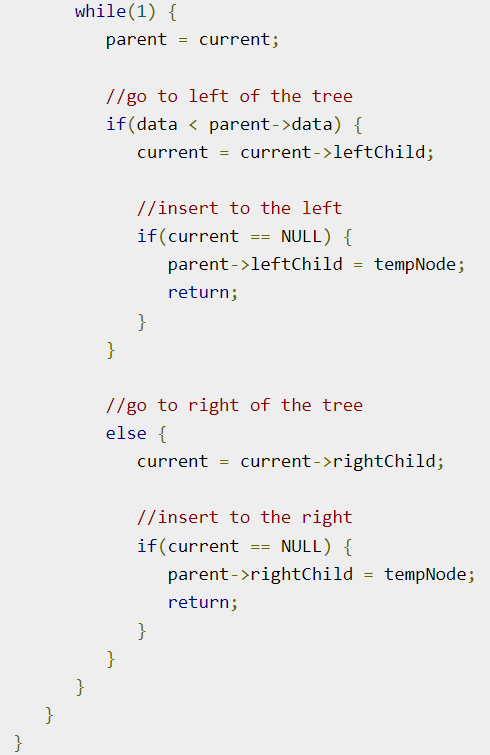 while(1) {
parent = current;
//go to left of the tree
if(data < parent->data) {
current = current->leftChild;
//insert to the left
if(current == NULL) {
parent->leftChild = tempNode;
return;
}
}
//go to right of the tree
else {
current = current->rightChild;
//insert to the right
if(current == NULL) {
parent->rightChild = tempNode;
return;
}
}
}
}
}